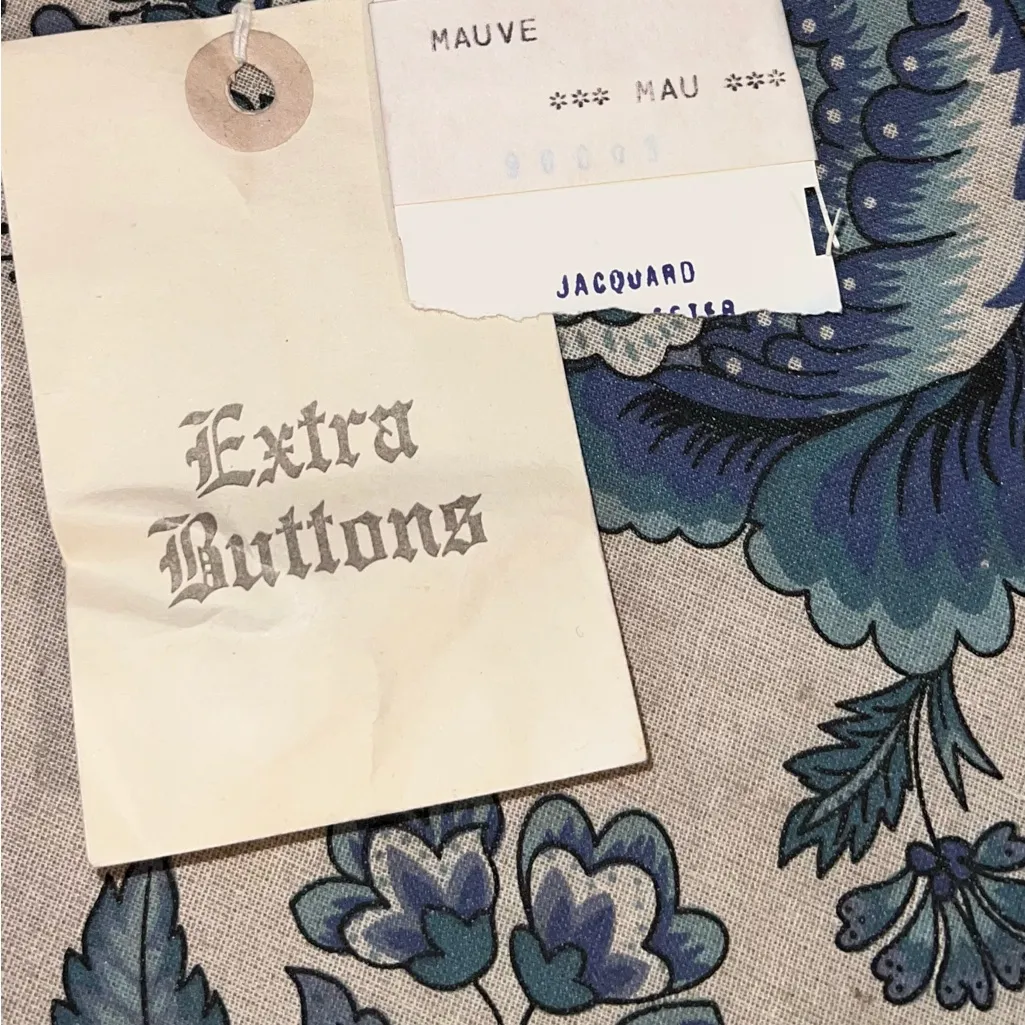 MAUVE
*** MAU ***
JACQUARD
Extra
Buttons